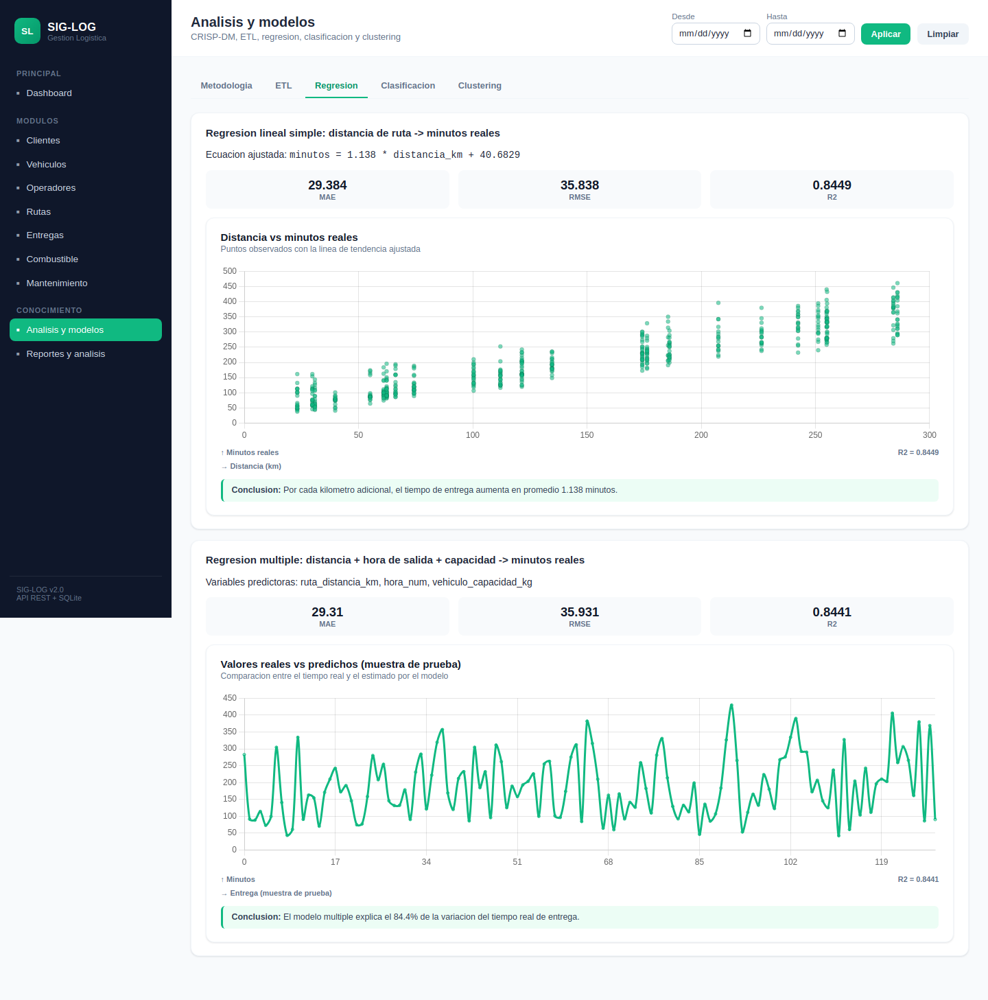 SL
SIG-LOG
Gestion Logistica
PRINCIPAL
Dashboard
MODULOS
Clientes
Vehiculos
Operadores
Rutas
Entregas
Combustible
Mantenimiento
CONOCIMIENTO
Analisis y modelos
Reportes y analisis
SIG-LOG v2.0
API REST + SQLite
Analisis y modelos
CRISP-DM, ETL, regresion, clasificacion y clustering
Desde
mm/dd/yyyy
Hasta
mm/dd/yyyy
Aplicar
Limpiar
Metodologia
ETL
Regresion
Clasificacion
Clustering
Regresion lineal simple: distancia de ruta -> minutos reales
Ecuacion ajustada: minutos = 1.138 * distancia_km + 40.6829
29.384
MAE
35.838
RMSE
0.8449
R2
Distancia vs minutos reales
Puntos observados con la linea de tendencia ajustada
500
450
400
350
300
250
200
150
100
50
0
0 50 100 150 200 250 300
↑ Minutos reales
R2 = 0.8449
→ Distancia (km)
Conclusion: Por cada kilometro adicional, el tiempo de entrega aumenta en promedio 1.138 minutos.
Regresion multiple: distancia + hora de salida + capacidad -> minutos reales
Variables predictoras: ruta_distancia_km, hora_num, vehiculo_capacidad_kg
29.31
MAE
35.931
RMSE
0.8441
R2
Valores reales vs predichos (muestra de prueba)
Comparacion entre el tiempo real y el estimado por el modelo
450
400
350
300
250
200
150
100
50
0
0 17 34 51 68 85 102 119
↑ Minutos
R2 = 0.8441
→ Entrega (muestra de prueba)
Conclusion: El modelo multiple explica el 84.4% de la variacion del tiempo real de entrega.